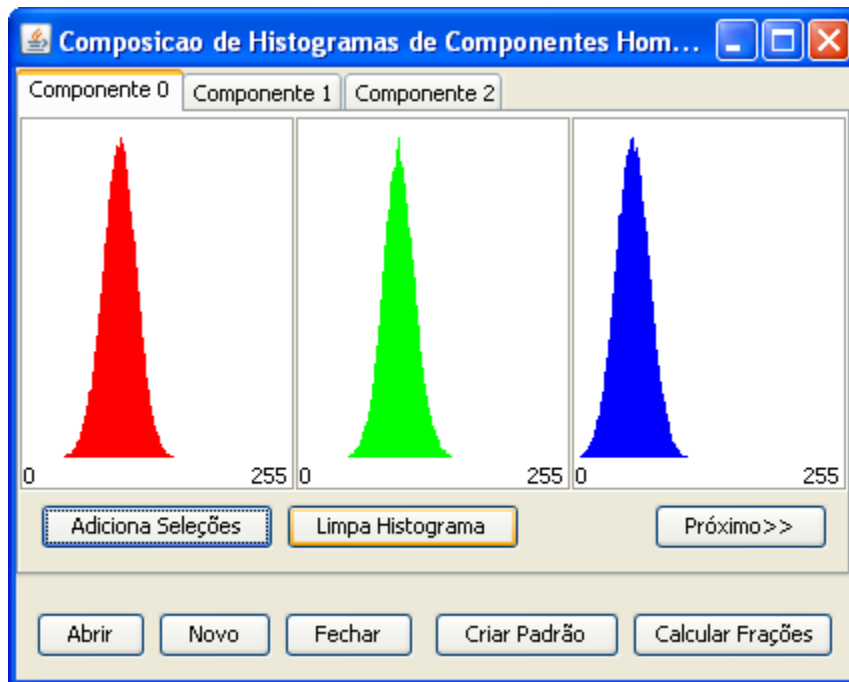 Composicao de Histogramas de Componentes Hom...
Componente 0 Componente 1 Componente 2
0 255 0 255 0 255
Adiciona Seleções Limpa Histograma Próximo>>
Abrir Novo Fechar Criar Padrão Calcular Frações